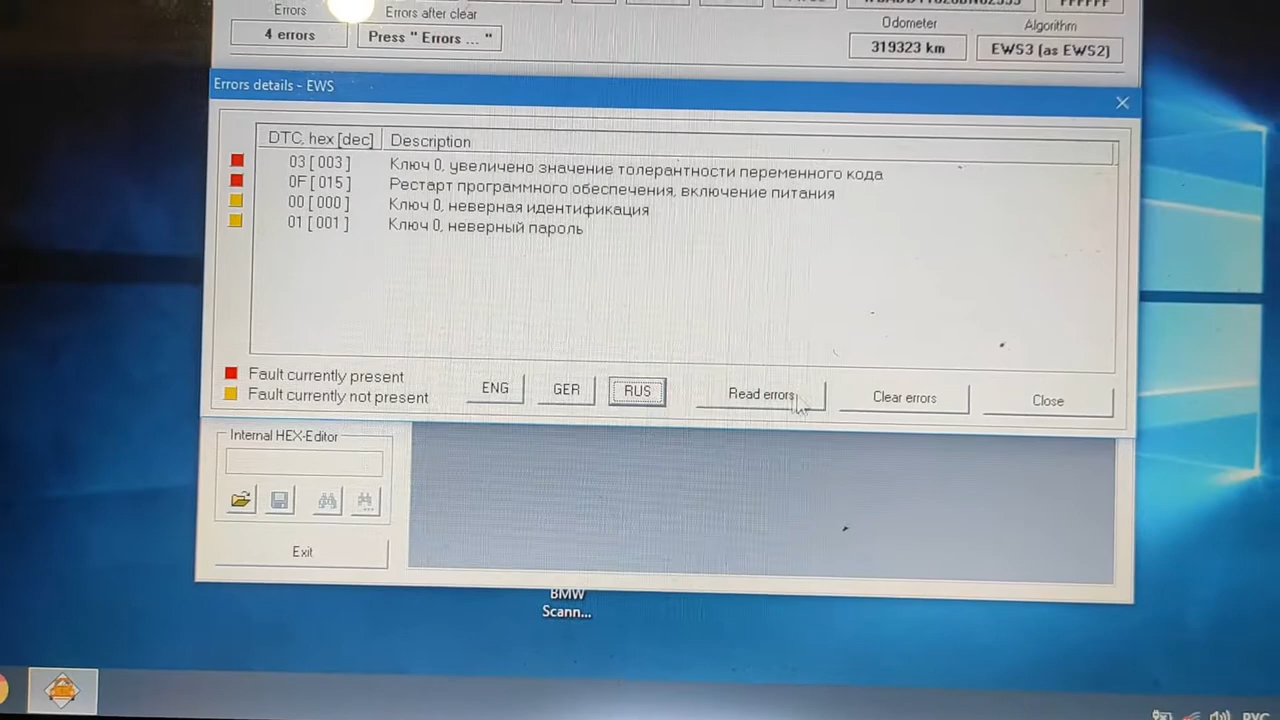 Errors
Errors after clear
4 errors
Press " Errors ... "
Odometer
Algorithm
319323 km
EWS3 (as EWS2)
Errors details - EWS
DTC, hex [dec]
Description
03 [ 003 ]
Ключ 0, увеличено значение толерантности переменного кода
0F [ 015 ]
Рестарт программного обеспечения, включение питания
00 [ 000 ]
Ключ 0, неверная идентификация
01 [ 001 ]
Ключ 0, неверный пароль
Fault currently present
Fault currently not present
ENG
GER
RUS
Read errors
Clear errors
Close
Internal HEX-Editor
Exit
BMW
Scann...
РУС